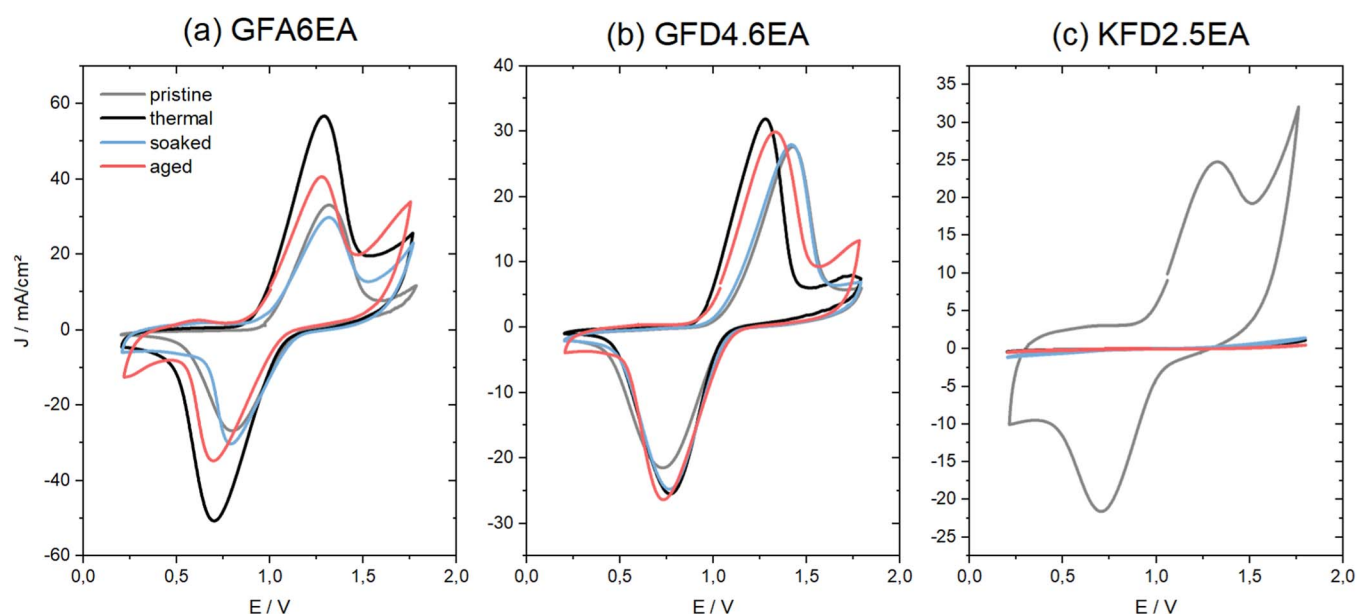 (a) GFA6EA
(b) GFD4.6EA
(c) KFD2.5EA
pristine
thermal
soaked
aged
J / mA/cm²
60
40
20
0
-20
-40
-60
0,0 0,5 1,0 1,5 2,0
E / V
40
30
20
10
0
-10
-20
-30
0,0 0,5 1,0 1,5 2,0
E / V
35
30
25
20
15
10
5
0
-5
-10
-15
-20
-25
0,0 0,5 1,0 1,5 2,0
E / V